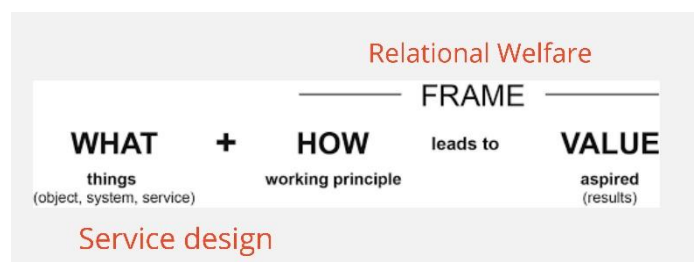 Relational Welfare
FRAME
WHAT + HOW leads to VALUE
things working principle aspired
(object, system, service) (results)
Service design